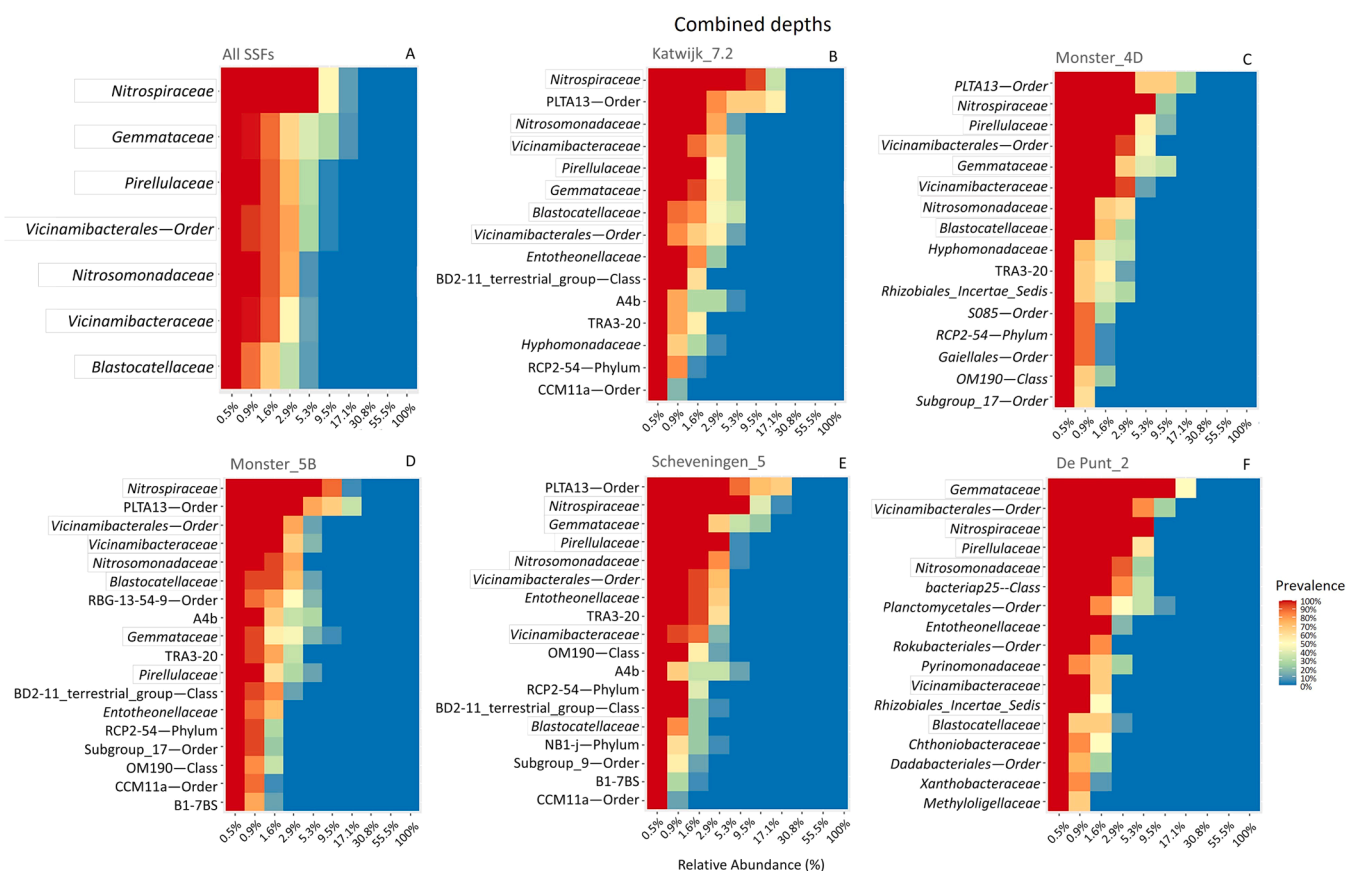 Combined depths
All SSFs A
Nitrospiraceae
Gemmataceae
Pirellulaceae
Vicinamibacterales—Order
Nitrosomonadaceae
Vicinamibacteraceae
Blastocatellaceae
0.5% 0.9% 1.6% 2.9% 5.3% 9.5% 17.1% 30.8% 55.5% 100%
Katwijk_7.2 B
Nitrospiraceae
PLTA13—Order
Nitrosomonadaceae
Vicinamibacteraceae
Pirellulaceae
Gemmataceae
Blastocatellaceae
Vicinamibacterales—Order
Entotheonellaceae
BD2-11_terrestrial_group—Class
A4b
TRA3-20
Hyphomonadaceae
RCP2-54—Phylum
CCM11a—Order
0.5% 0.9% 1.6% 2.9% 5.3% 9.5% 17.1% 30.8% 55.5% 100%
Monster_4D C
PLTA13—Order
Nitrospiraceae
Pirellulaceae
Vicinamibacterales—Order
Gemmataceae
Vicinamibacteraceae
Nitrosomonadaceae
Blastocatellaceae
Hyphomonadaceae
TRA3-20
Rhizobiales_Incertae_Sedis
S085—Order
RCP2-54—Phylum
Gaiellales—Order
OM190—Class
Subgroup_17—Order
0.5% 0.9% 1.6% 2.9% 5.3% 9.5% 17.1% 30.8% 55.5% 100%
Monster_5B D
Nitrospiraceae
PLTA13—Order
Vicinamibacterales—Order
Vicinamibacteraceae
Nitrosomonadaceae
Blastocatellaceae
RBG-13-54-9—Order
A4b
Gemmataceae
TRA3-20
Pirellulaceae
BD2-11_terrestrial_group—Class
Entotheonellaceae
RCP2-54—Phylum
Subgroup_17—Order
OM190—Class
CCM11a—Order
B1-7BS
0.5% 0.9% 1.6% 2.9% 5.3% 9.5% 17.1% 30.8% 55.5% 100%
Scheveningen_5 E
PLTA13—Order
Nitrospiraceae
Gemmataceae
Pirellulaceae
Nitrosomonadaceae
Vicinamibacterales—Order
Entotheonellaceae
TRA3-20
Vicinamibacteraceae
OM190—Class
A4b
RCP2-54—Phylum
BD2-11_terrestrial_group—Class
Blastocatellaceae
NB1-j—Phylum
Subgroup_9—Order
B1-7BS
CCM11a—Order
0.5% 0.9% 1.6% 2.9% 5.3% 9.5% 17.1% 30.8% 55.5% 100%
Relative Abundance (%)
De Punt_2 F
Gemmataceae
Vicinamibacterales—Order
Nitrospiraceae
Pirellulaceae
Nitrosomonadaceae
bacteriap25--Class
Planctomycetales—Order
Entotheonellaceae
Rokubacteriales—Order
Pyrinomonadaceae
Vicinamibacteraceae
Rhizobiales_Incertae_Sedis
Blastocatellaceae
Chthoniobacteraceae
Dadabacteriales—Order
Xanthobacteraceae
Methyloligellaceae
0.5% 0.9% 1.6% 2.9% 5.3% 9.5% 17.1% 30.8% 55.5% 100%
Prevalence
100%
90%
80%
70%
60%
50%
40%
30%
20%
10%
0%